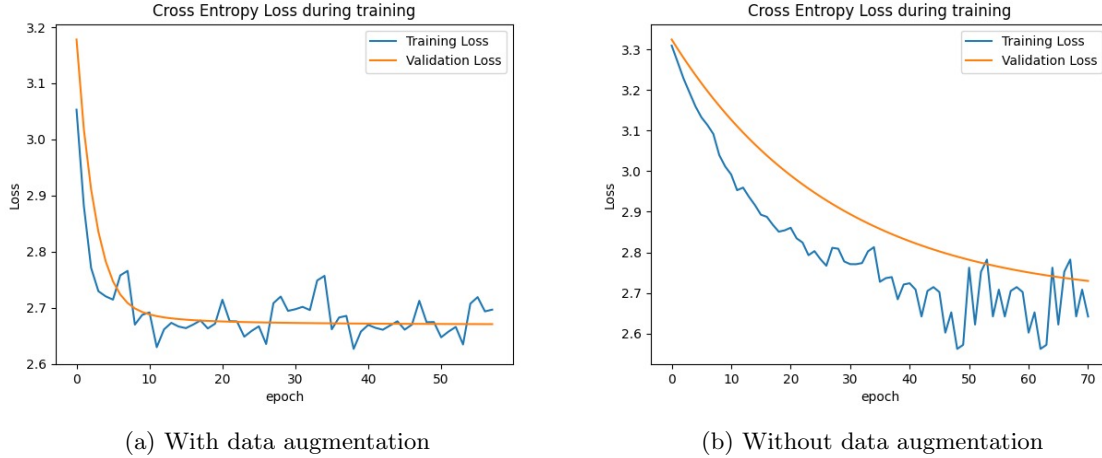 Cross Entropy Loss during training
3.2
3.1
3.0
2.9
2.8
2.7
2.6
Loss
Training Loss
Validation Loss
0
10
20
30
40
50
epoch
(a) With data augmentation
Cross Entropy Loss during training
3.3
3.2
3.1
3.0
2.9
2.8
2.7
2.6
Loss
Training Loss
Validation Loss
0
10
20
30
40
50
60
70
epoch
(b) Without data augmentation